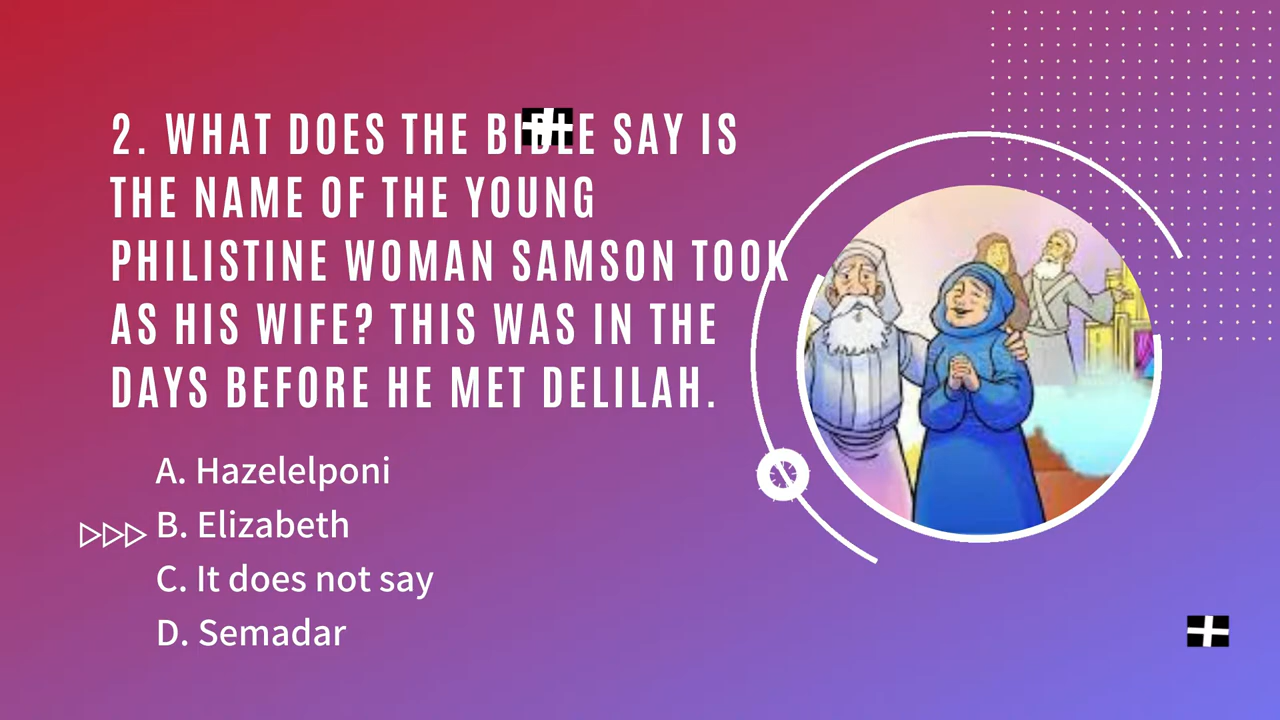 2. WHAT DOES THE BIBLE SAY IS
THE NAME OF THE YOUNG
PHILISTINE WOMAN SAMSON TOOK
AS HIS WIFE? THIS WAS IN THE
DAYS BEFORE HE MET DELILAH.
A. Hazelelponi
B. Elizabeth
C. It does not say
D. Semadar